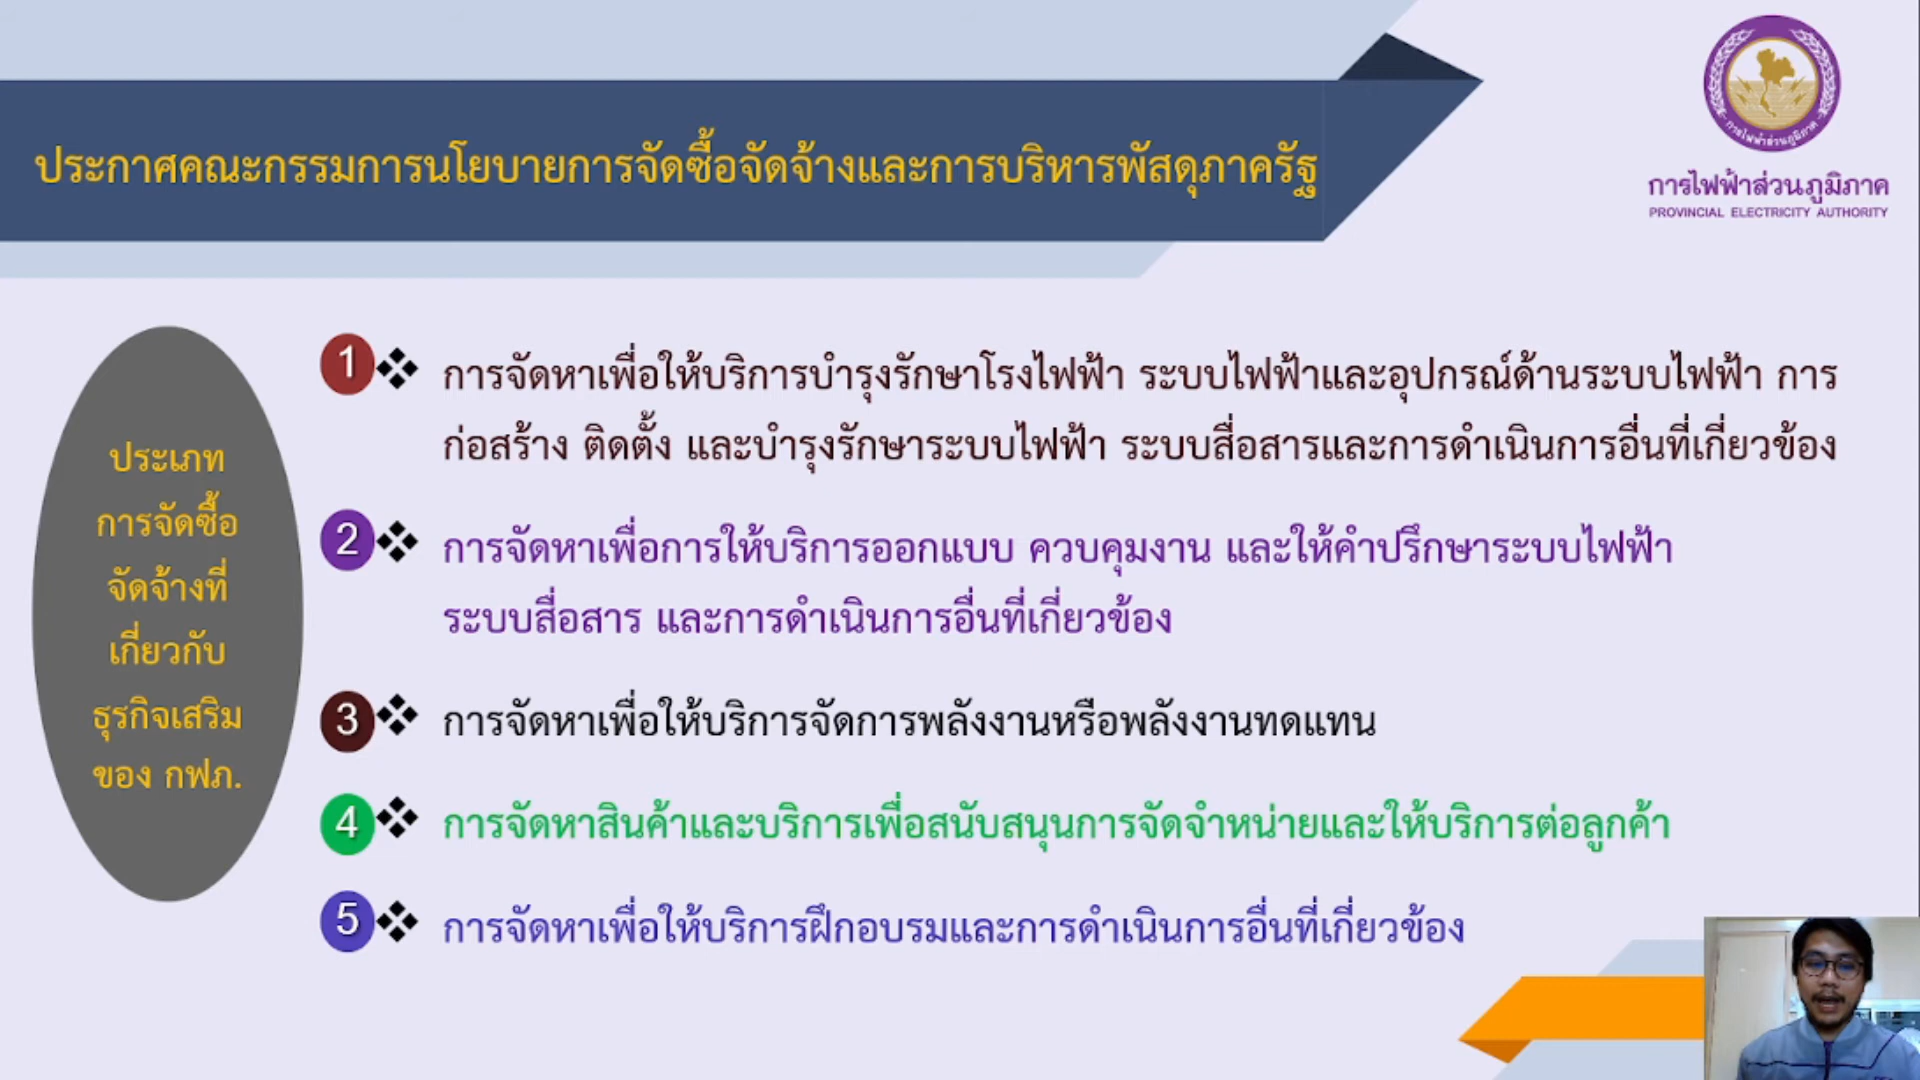 ประกาศคณะกรรมการนโยบายการจัดซื้อจัดจ้างและการบริหารพัสดุภาครัฐ
การไฟฟ้าส่วนภูมิภาค
การไฟฟ้าส่วนภูมิภาค
PROVINCIAL ELECTRICITY AUTHORITY
ประเภท
การจัดซื้อ
จัดจ้างที่
เกี่ยวกับ
ธุรกิจเสริม
ของ กฟภ.
1 ❖ การจัดหาเพื่อให้บริการบำรุงรักษาโรงไฟฟ้า ระบบไฟฟ้าและอุปกรณ์ด้านระบบไฟฟ้า การ
ก่อสร้าง ติดตั้ง และบำรุงรักษาระบบไฟฟ้า ระบบสื่อสารและการดำเนินการอื่นที่เกี่ยวข้อง
2 ❖ การจัดหาเพื่อการให้บริการออกแบบ ควบคุมงาน และให้คำปรึกษาระบบไฟฟ้า
ระบบสื่อสาร และการดำเนินการอื่นที่เกี่ยวข้อง
3 ❖ การจัดหาเพื่อให้บริการจัดการพลังงานหรือพลังงานทดแทน
4 ❖ การจัดหาสินค้าและบริการเพื่อสนับสนุนการจัดจำหน่ายและให้บริการต่อลูกค้า
5 ❖ การจัดหาเพื่อให้บริการฝึกอบรมและการดำเนินการอื่นที่เกี่ยวข้อง